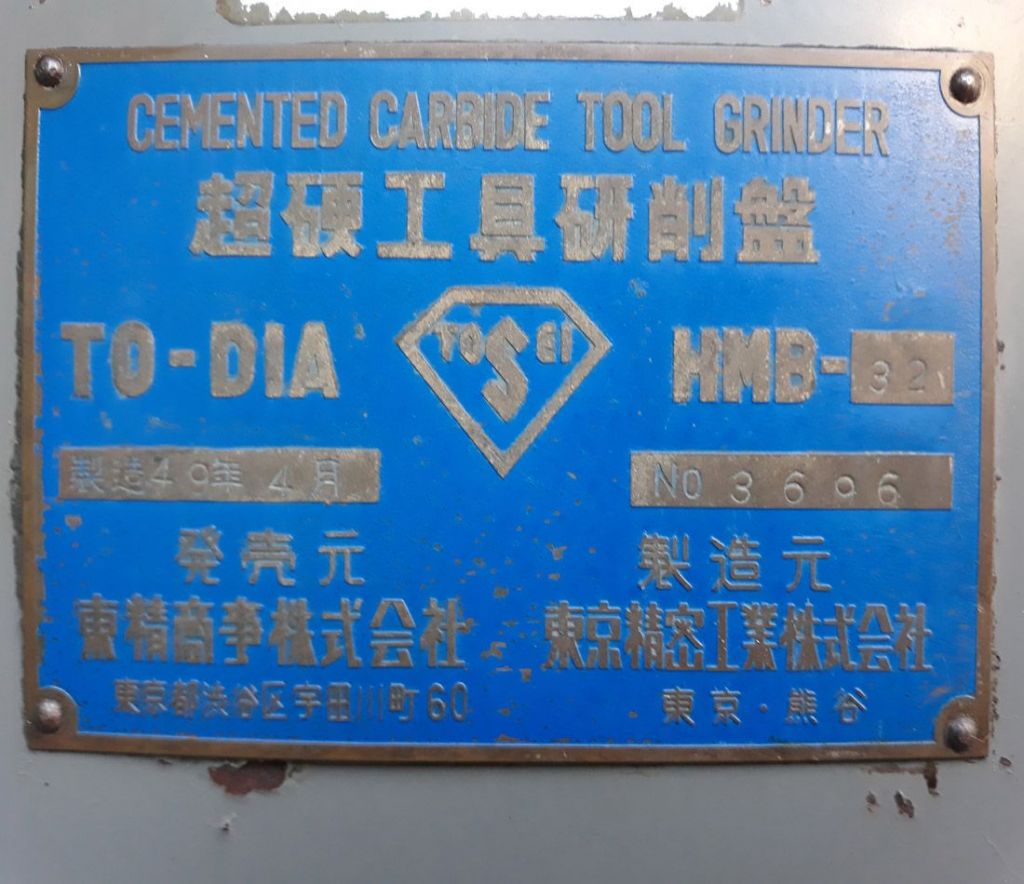 CEMENTED CARBIDE TOOL GRINDER
超硬工具研削盤
TO-DIA
TOSEI
HMB-32
製造49年4月
No 3696
発売元
東精商事株式会社
東京都渋谷区宇田川町60
製造元
東京精密工業株式会社
東京・熊谷